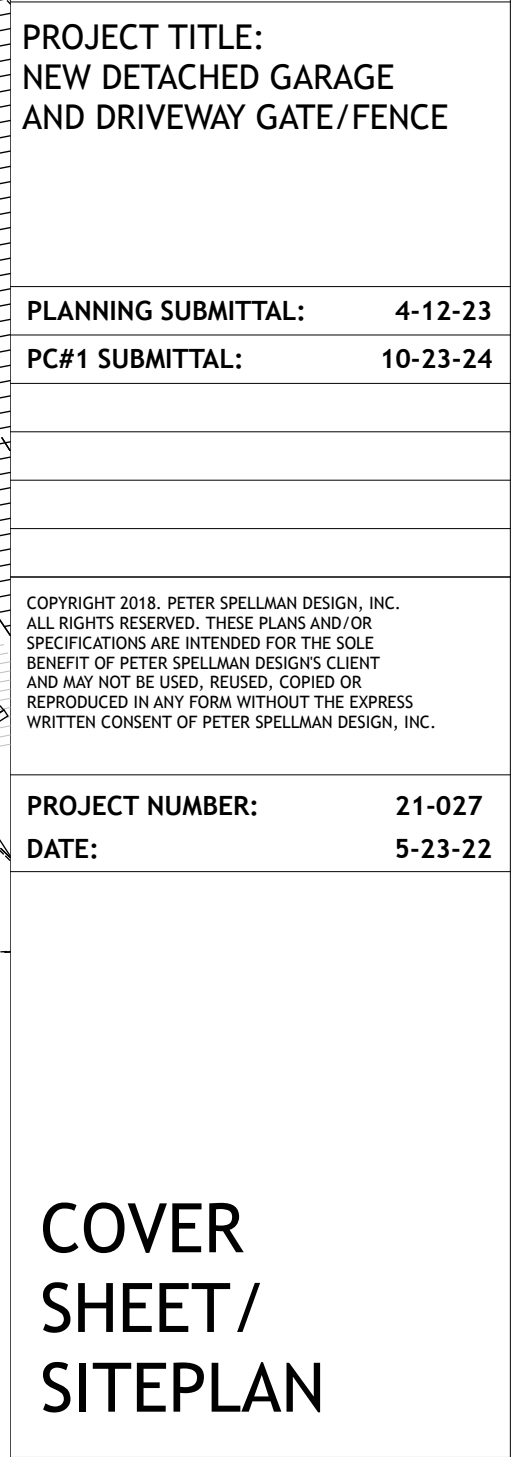 PROJECT TITLE:
NEW DETACHED GARAGE
AND DRIVEWAY GATE/FENCE
PLANNING SUBMITTAL: 4-12-23
PC#1 SUBMITTAL: 10-23-24
COPYRIGHT 2018. PETER SPELLMAN DESIGN, INC.
ALL RIGHTS RESERVED. THESE PLANS AND/OR
SPECIFICATIONS ARE INTENDED FOR THE SOLE
BENEFIT OF PETER SPELLMAN DESIGN'S CLIENT
AND MAY NOT BE USED, REUSED, COPIED OR
REPRODUCED IN ANY FORM WITHOUT THE EXPRESS
WRITTEN CONSENT OF PETER SPELLMAN DESIGN, INC.
PROJECT NUMBER: 21-027
DATE: 5-23-22
COVER
SHEET/
SITEPLAN